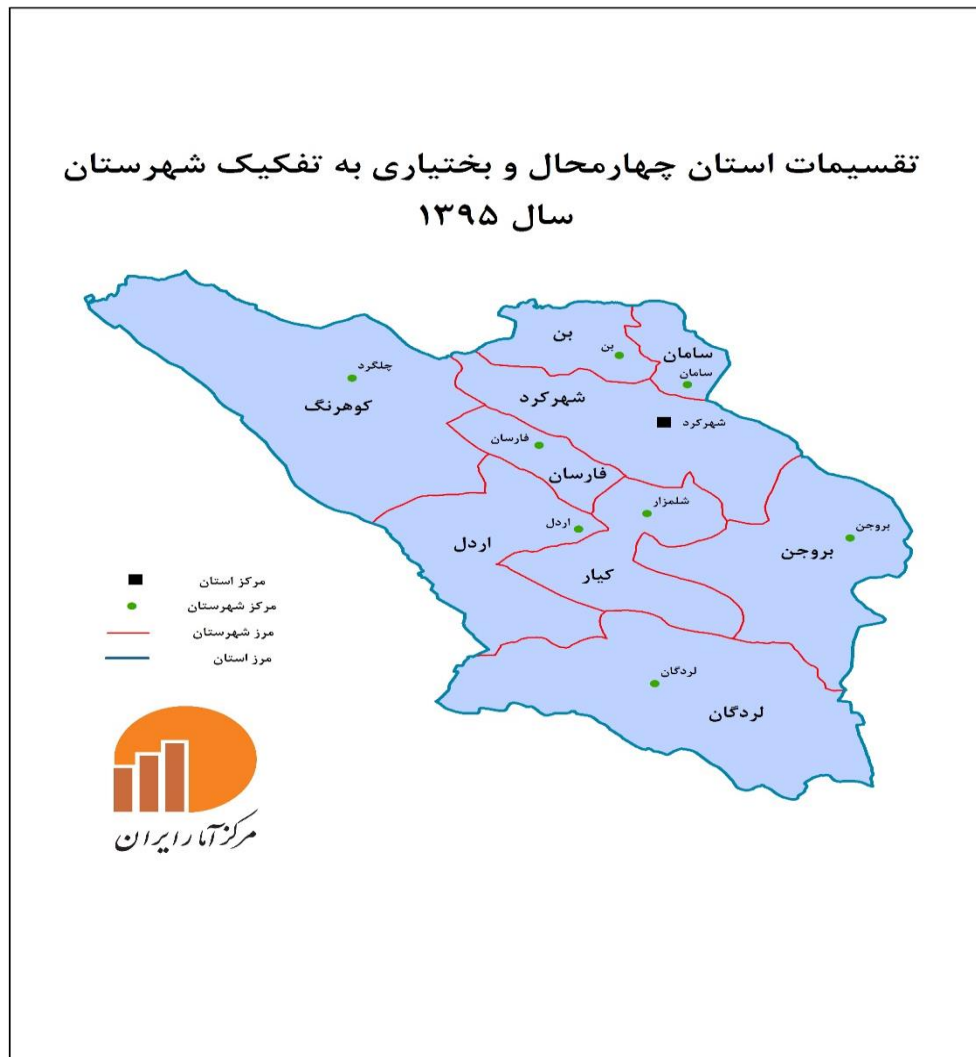 تقسیمات استان چهارمحال و بختیاری به تفکیک شهرستان
سال ۱۳۹۵
بن
بن
سامان
سامان
چلگرد
کوهرنگ
شهرکرد
شهرکرد
فارسان
فارسان
شلمزار
اردل
اردل
بروجن
بروجن
کیار
لردگان
لردگان
مرکز استان
مرکز شهرستان
مرز شهرستان
مرز استان
مرکز آمار ایران